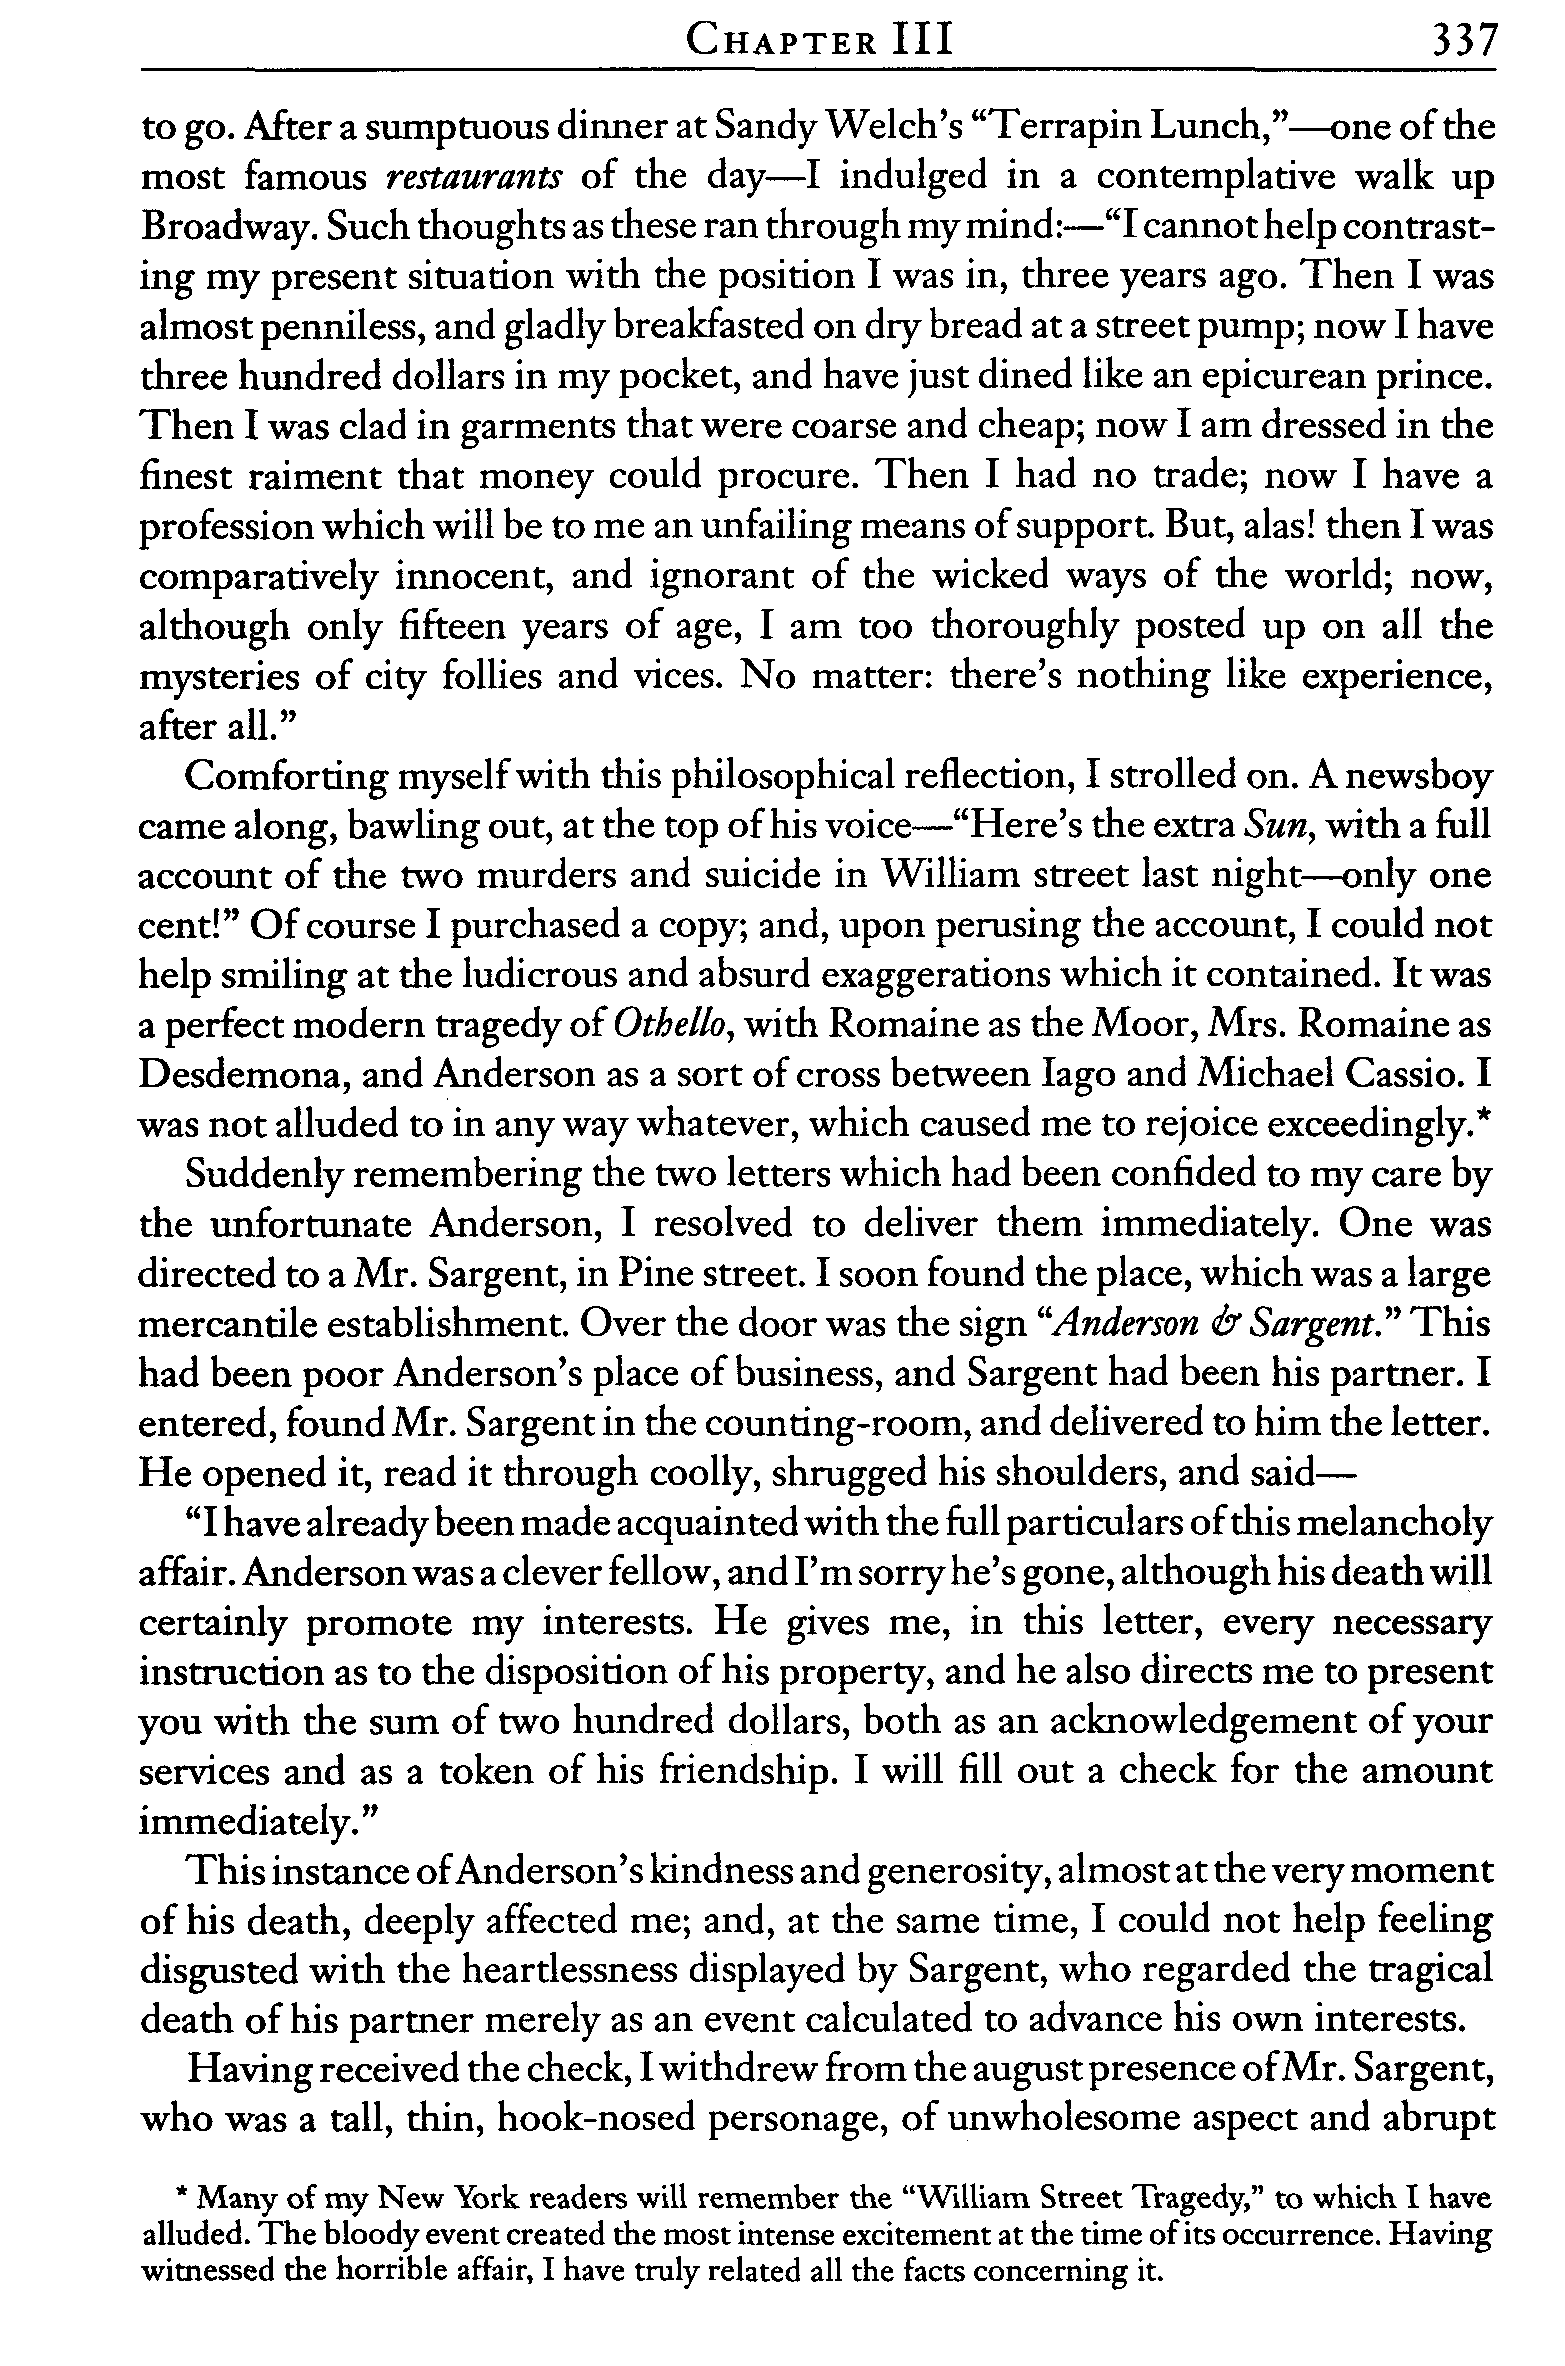 CHAPTER III 337
to go. After a sumptuous dinner at Sandy Welch's “Terrapin Lunch,”—one of the
most famous restaurants of the day—I indulged in a contemplative walk up
Broadway. Such thoughts as these ran through my mind:—“I cannot help contrast-
ing my present situation with the position I was in, three years ago. Then I was
almost penniless, and gladly breakfasted on dry bread at a street pump; now I have
three hundred dollars in my pocket, and have just dined like an epicurean prince.
Then I was clad in garments that were coarse and cheap; now I am dressed in the
finest raiment that money could procure. Then I had no trade; now I have a
profession which will be to me an unfailing means of support. But, alas! then I was
comparatively innocent, and ignorant of the wicked ways of the world; now,
although only fifteen years of age, I am too thoroughly posted up on all the
mysteries of city follies and vices. No matter: there's nothing like experience,
after all.”
Comforting myself with this philosophical reflection, I strolled on. A newsboy
came along, bawling out, at the top of his voice—“Here's the extra Sun, with a full
account of the two murders and suicide in William street last night—only one
cent!” Of course I purchased a copy; and, upon perusing the account, I could not
help smiling at the ludicrous and absurd exaggerations which it contained. It was
a perfect modern tragedy of Othello, with Romaine as the Moor, Mrs. Romaine as
Desdemona, and Anderson as a sort of cross between Iago and Michael Cassio. I
was not alluded to in any way whatever, which caused me to rejoice exceedingly.*
Suddenly remembering the two letters which had been confided to my care by
the unfortunate Anderson, I resolved to deliver them immediately. One was
directed to a Mr. Sargent, in Pine street. I soon found the place, which was a large
mercantile establishment. Over the door was the sign “Anderson & Sargent.” This
had been poor Anderson's place of business, and Sargent had been his partner. I
entered, found Mr. Sargent in the counting-room, and delivered to him the letter.
He opened it, read it through coolly, shrugged his shoulders, and said—
“I have already been made acquainted with the full particulars of this melancholy
affair. Anderson was a clever fellow, and I'm sorry he's gone, although his death will
certainly promote my interests. He gives me, in this letter, every necessary
instruction as to the disposition of his property, and he also directs me to present
you with the sum of two hundred dollars, both as an acknowledgement of your
services and as a token of his friendship. I will fill out a check for the amount
immediately.”
This instance of Anderson's kindness and generosity, almost at the very moment
of his death, deeply affected me; and, at the same time, I could not help feeling
disgusted with the heartlessness displayed by Sargent, who regarded the tragical
death of his partner merely as an event calculated to advance his own interests.
Having received the check, I withdrew from the august presence of Mr. Sargent,
who was a tall, thin, hook-nosed personage, of unwholesome aspect and abrupt
* Many of my New York readers will remember the “William Street Tragedy,” to which I have
alluded. The bloody event created the most intense excitement at the time of its occurrence. Having
witnessed the horrible affair, I have truly related all the facts concerning it.